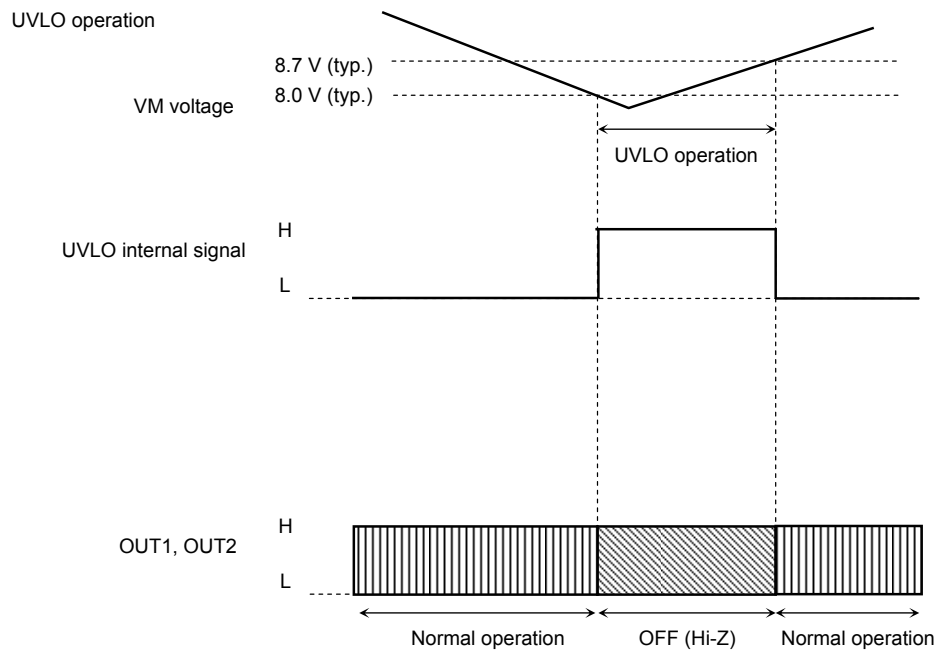 UVLO operation
8.7 V (typ.)
8.0 V (typ.)
VM voltage
UVLO operation
H
UVLO internal signal
L
H
OUT1, OUT2
L
Normal operation
OFF (Hi-Z)
Normal operation